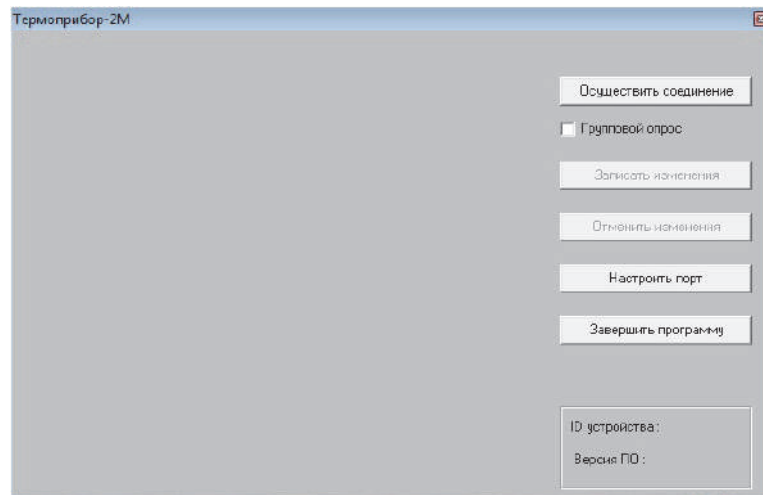 Термоприбор-2М
Осуществить соединение
Групповой опрос
Записать изменения
Отменить изменения
Настроить порт
Завершить программу
ID устройства :
Версия ПО :